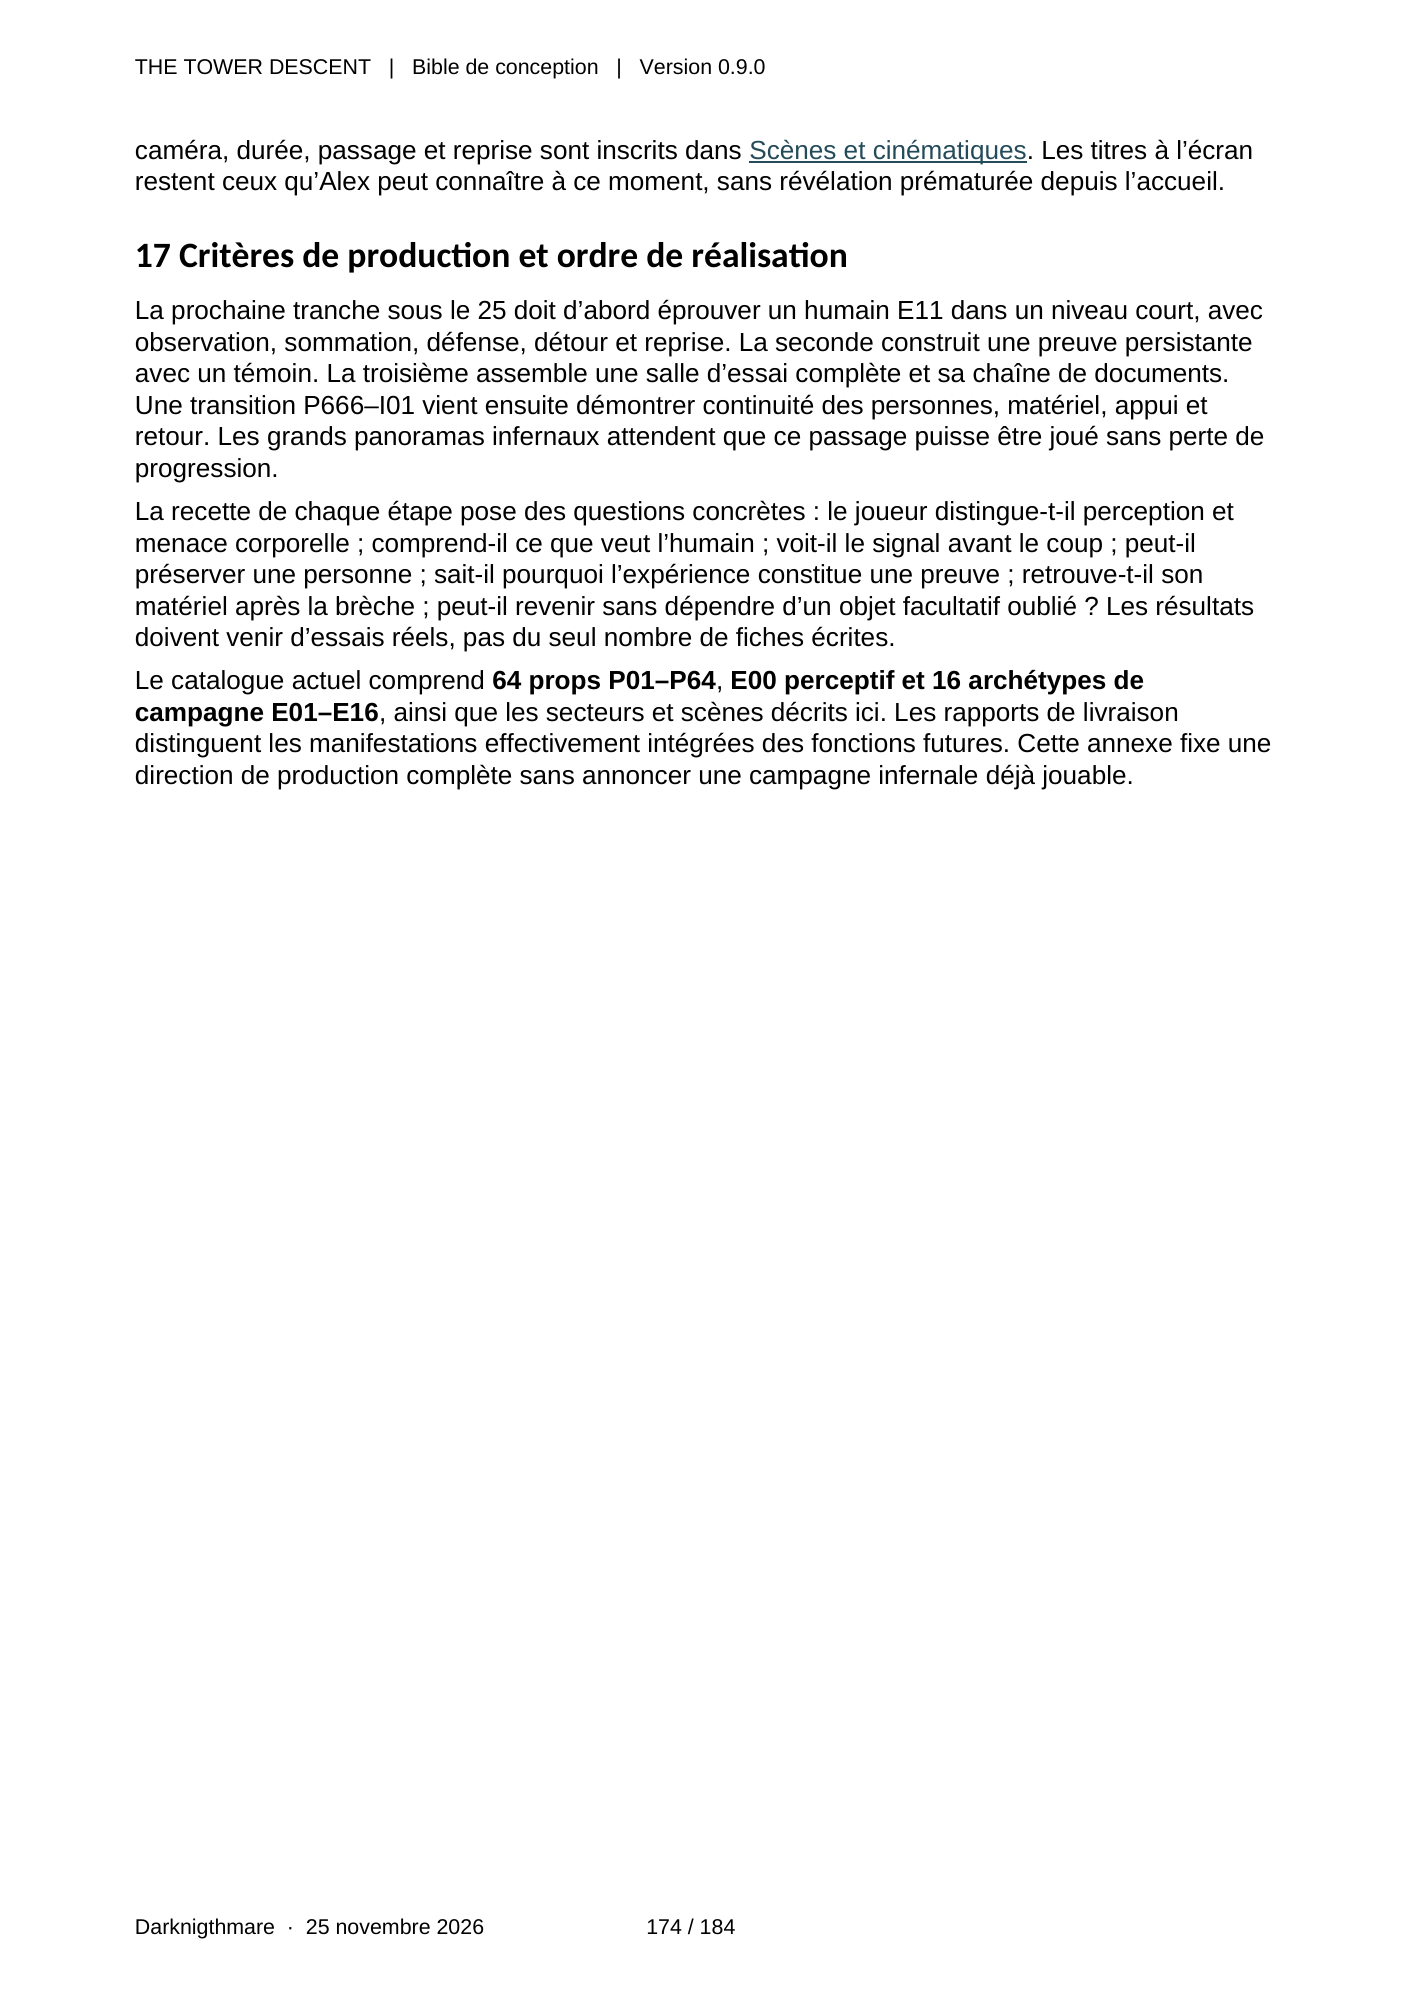 THE TOWER DESCENT | Bible de conception | Version 0.9.0
caméra, durée, passage et reprise sont inscrits dans Scènes et cinématiques. Les titres à l’écran
restent ceux qu’Alex peut connaître à ce moment, sans révélation prématurée depuis l’accueil.
17 Critères de production et ordre de réalisation
La prochaine tranche sous le 25 doit d’abord éprouver un humain E11 dans un niveau court, avec
observation, sommation, défense, détour et reprise. La seconde construit une preuve persistante
avec un témoin. La troisième assemble une salle d’essai complète et sa chaîne de documents.
Une transition P666–I01 vient ensuite démontrer continuité des personnes, matériel, appui et
retour. Les grands panoramas infernaux attendent que ce passage puisse être joué sans perte de
progression.
La recette de chaque étape pose des questions concrètes : le joueur distingue-t-il perception et
menace corporelle ; comprend-il ce que veut l’humain ; voit-il le signal avant le coup ; peut-il
préserver une personne ; sait-il pourquoi l’expérience constitue une preuve ; retrouve-t-il son
matériel après la brèche ; peut-il revenir sans dépendre d’un objet facultatif oublié ? Les résultats
doivent venir d’essais réels, pas du seul nombre de fiches écrites.
Le catalogue actuel comprend 64 props P01–P64, E00 perceptif et 16 archétypes de
campagne E01–E16, ainsi que les secteurs et scènes décrits ici. Les rapports de livraison
distinguent les manifestations effectivement intégrées des fonctions futures. Cette annexe fixe une
direction de production complète sans annoncer une campagne infernale déjà jouable.
Darknigthmare · 25 novembre 2026 174 / 184